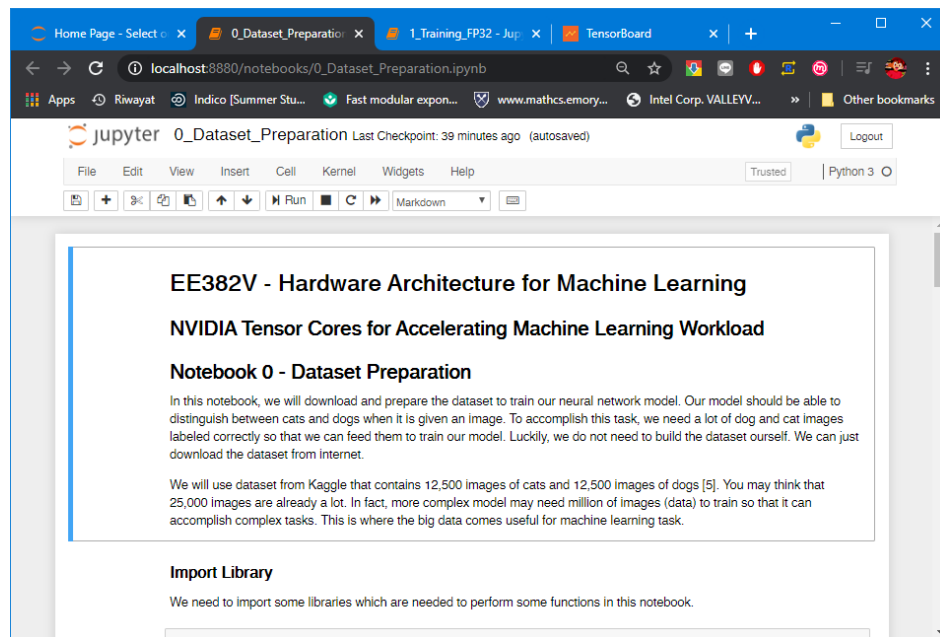 Home Page - Select o
0_Dataset_Preparation
1_Training_FP32 - Jup
TensorBoard
localhost:8880/notebooks/0_Dataset_Preparation.ipynb
Apps Riwayat Indico [Summer Stu... Fast modular expon... www.mathcs.emory... Intel Corp. VALLEYV... » Other bookmarks
jupyter 0_Dataset_Preparation Last Checkpoint: 39 minutes ago (autosaved) Logout
File Edit View Insert Cell Kernel Widgets Help Trusted Python 3
Run Markdown
EE382V - Hardware Architecture for Machine Learning
NVIDIA Tensor Cores for Accelerating Machine Learning Workload
Notebook 0 - Dataset Preparation
In this notebook, we will download and prepare the dataset to train our neural network model. Our model should be able to
distinguish between cats and dogs when it is given an image. To accomplish this task, we need a lot of dog and cat images
labeled correctly so that we can feed them to train our model. Luckily, we do not need to build the dataset ourself. We can just
download the dataset from internet.
We will use dataset from Kaggle that contains 12,500 images of cats and 12,500 images of dogs [5]. You may think that
25,000 images are already a lot. In fact, more complex model may need million of images (data) to train so that it can
accomplish complex tasks. This is where the big data comes useful for machine learning task.
Import Library
We need to import some libraries which are needed to perform some functions in this notebook.